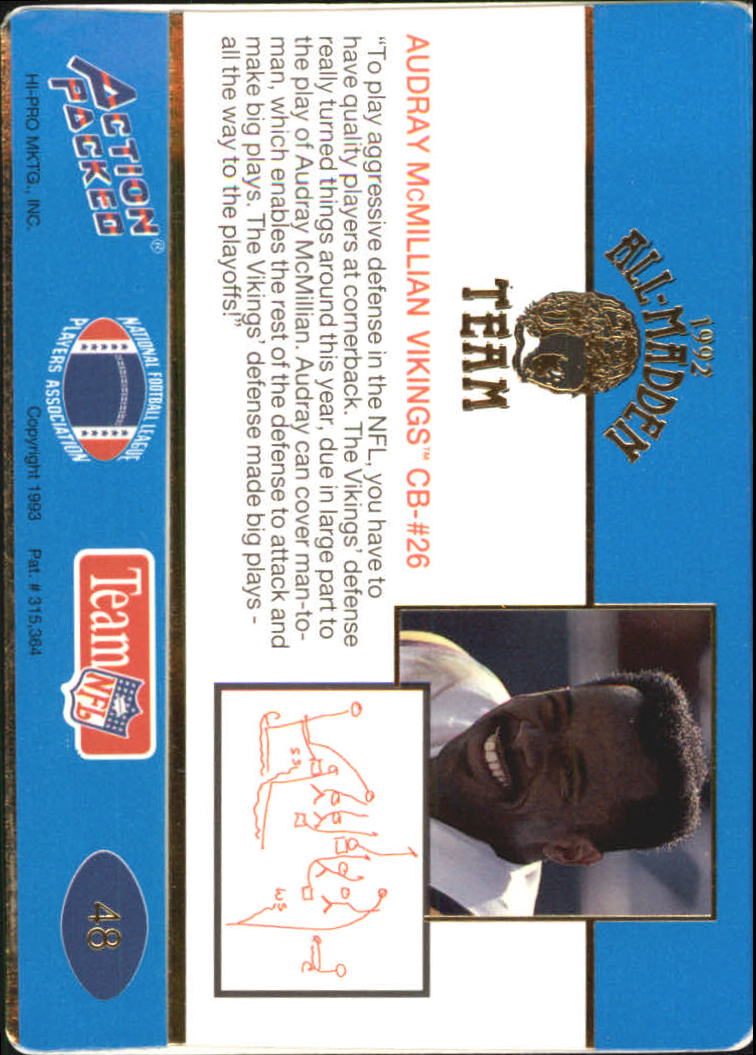 1992
ALL-MADDEN
TEAM
AUDRAY McMILLIAN VIKINGS™ CB-#26
"To play aggressive defense in the NFL, you have to
have quality players at cornerback. The Vikings' defense
really turned things around this year, due in large part to
the play of Audray McMillian. Audray can cover man-to-
man, which enables the rest of the defense to attack and
make big plays. The Vikings' defense made big plays -
all the way to the playoffs!"
SS
WS
ACTION
PACKED®
HI-PRO MKTG., INC.
NATIONAL FOOTBALL LEAGUE
PLAYERS ASSOCIATION
Copyright 1993 Pat. # 315,364
Team
NFL
48